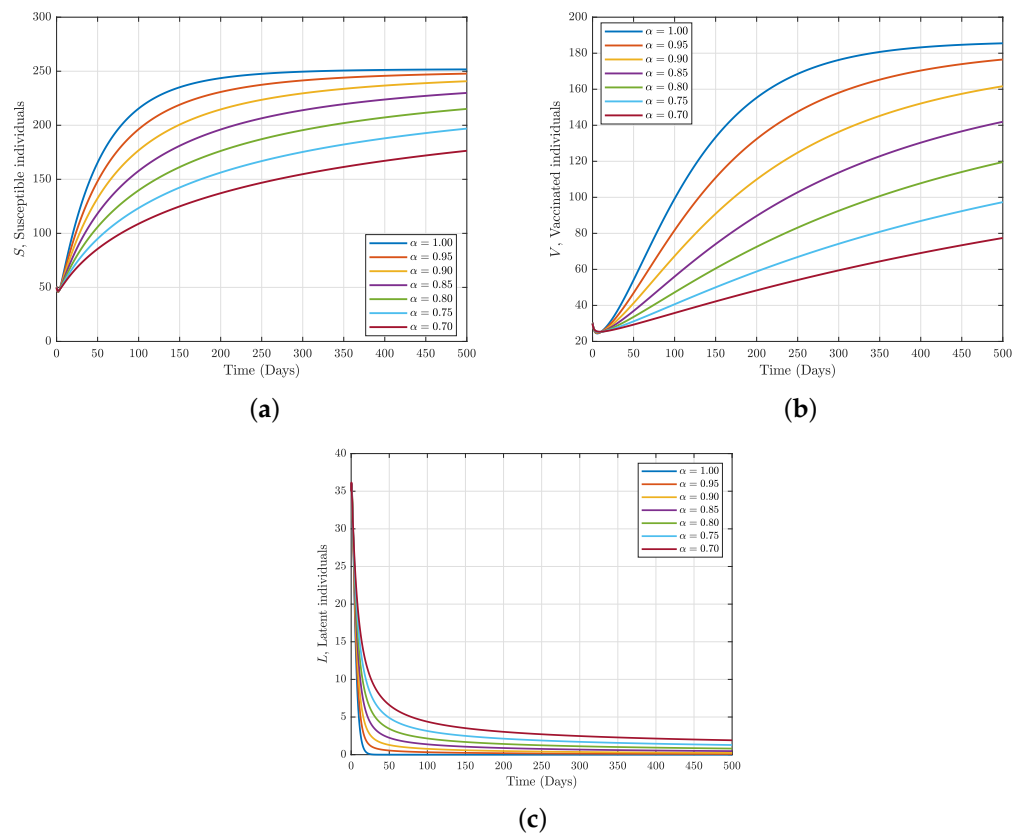 300
250
200
150
100
50
0
S, Susceptible individuals
α = 1.00
α = 0.95
α = 0.90
α = 0.85
α = 0.80
α = 0.75
α = 0.70
0 50 100 150 200 250 300 350 400 450 500
Time (Days)
(a)
200
180
160
140
120
100
80
60
40
20
V, Vaccinated individuals
α = 1.00
α = 0.95
α = 0.90
α = 0.85
α = 0.80
α = 0.75
α = 0.70
0 50 100 150 200 250 300 350 400 450 500
Time (Days)
(b)
40
35
30
25
20
15
10
5
0
L, Latent individuals
α = 1.00
α = 0.95
α = 0.90
α = 0.85
α = 0.80
α = 0.75
α = 0.70
0 50 100 150 200 250 300 350 400 450 500
Time (Days)
(c)